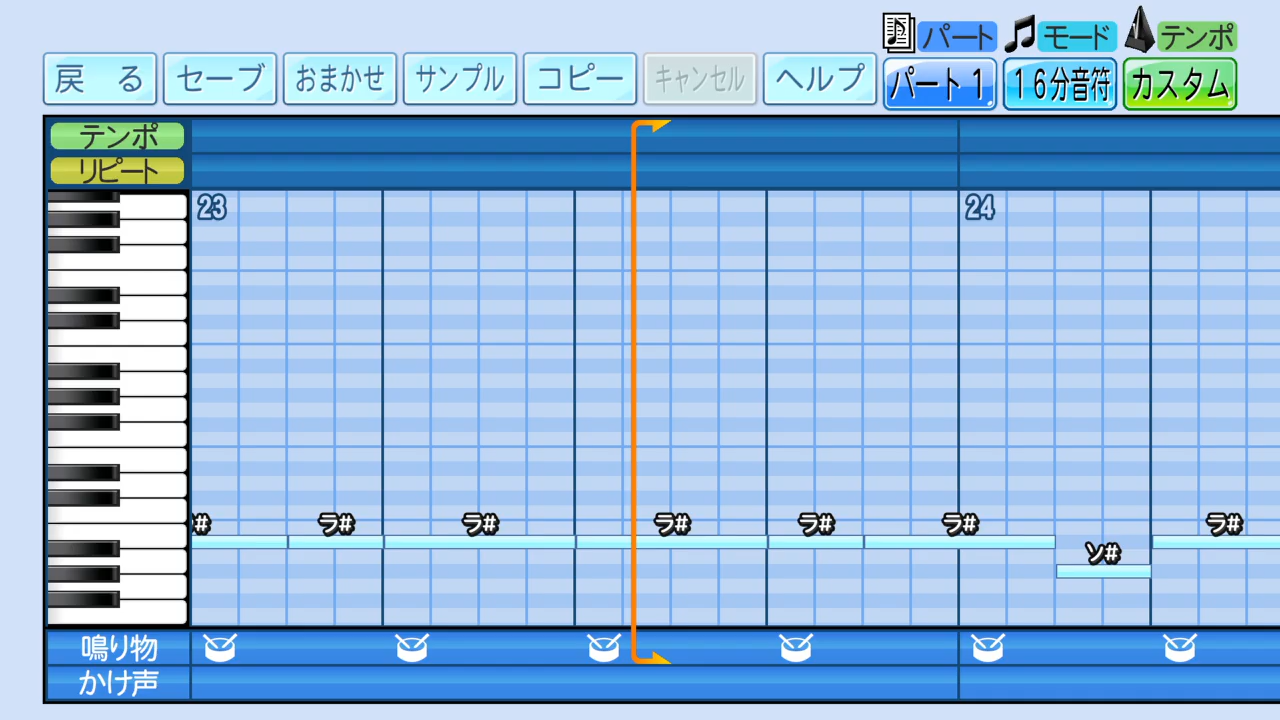 パート モード テンポ
戻る セーブ おまかせ サンプル コピー キャンセル ヘルプ パート1 16分音符 カスタム
テンポ
リピート
23 24
# ラ# ラ# ラ# ラ# ラ# ラ#
ソ#
鳴り物
かけ声